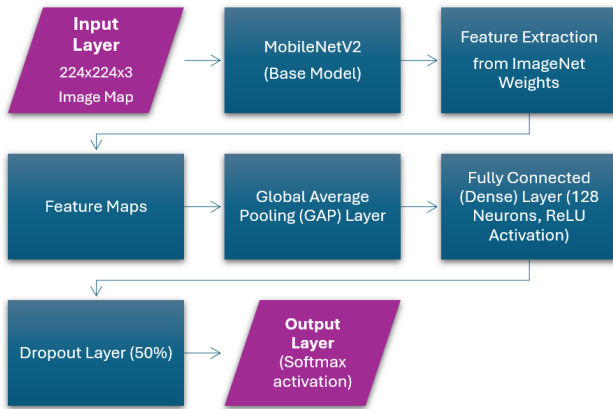 Input
Layer
224x224x3
Image Map
MobileNetV2
(Base Model)
Feature Extraction
from ImageNet
Weights
Feature Maps
Global Average
Pooling (GAP) Layer
Fully Connected
(Dense) Layer (128
Neurons, ReLU
Activation)
Dropout Layer (50%)
Output
Layer
(Softmax
activation)